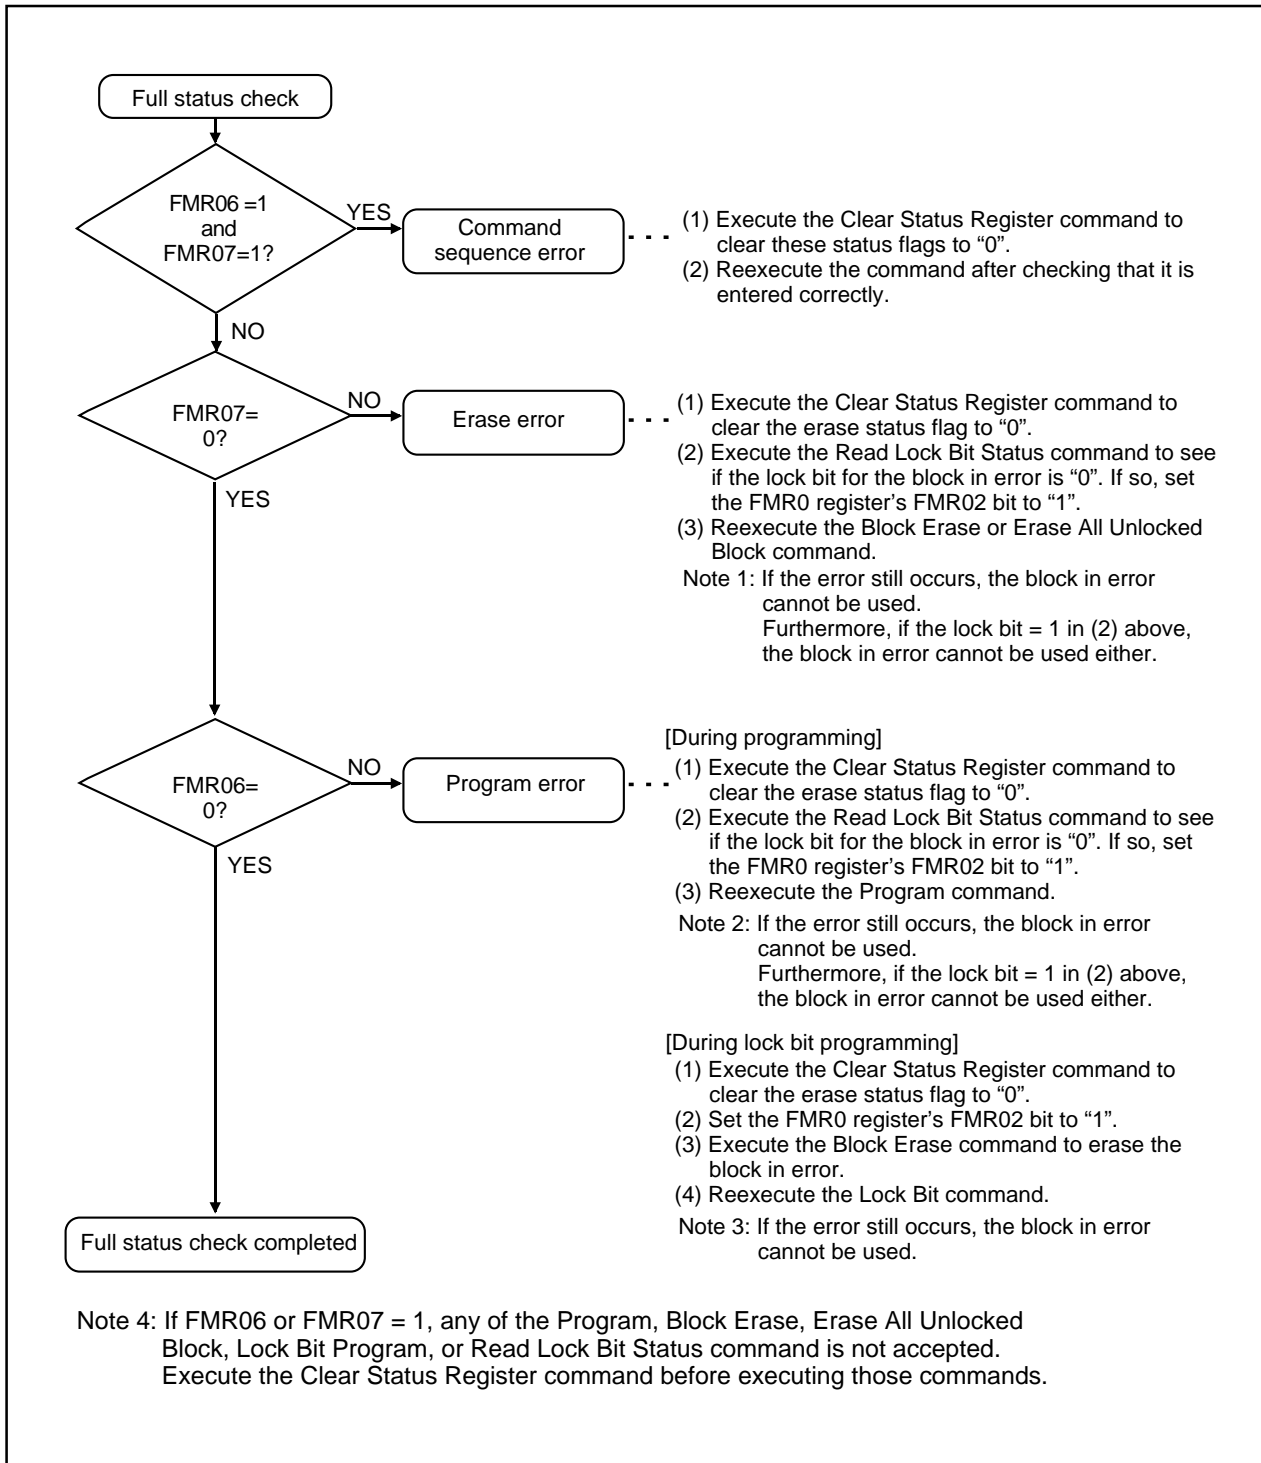 Full status check
FMR06 =1
and
FMR07=1?
YES
Command
sequence error
(1) Execute the Clear Status Register command to
clear these status flags to “0”.
(2) Reexecute the command after checking that it is
entered correctly.
NO
FMR07=
0?
NO
Erase error
(1) Execute the Clear Status Register command to
clear the erase status flag to “0”.
(2) Execute the Read Lock Bit Status command to see
if the lock bit for the block in error is “0”. If so, set
the FMR0 register’s FMR02 bit to “1”.
(3) Reexecute the Block Erase or Erase All Unlocked
Block command.
Note 1: If the error still occurs, the block in error
cannot be used.
Furthermore, if the lock bit = 1 in (2) above,
the block in error cannot be used either.
YES
FMR06=
0?
NO
Program error
[During programming]
(1) Execute the Clear Status Register command to
clear the erase status flag to “0”.
(2) Execute the Read Lock Bit Status command to see
if the lock bit for the block in error is “0”. If so, set
the FMR0 register’s FMR02 bit to “1”.
(3) Reexecute the Program command.
Note 2: If the error still occurs, the block in error
cannot be used.
Furthermore, if the lock bit = 1 in (2) above,
the block in error cannot be used either.
[During lock bit programming]
(1) Execute the Clear Status Register command to
clear the erase status flag to “0”.
(2) Set the FMR0 register’s FMR02 bit to “1”.
(3) Execute the Block Erase command to erase the
block in error.
(4) Reexecute the Lock Bit command.
Note 3: If the error still occurs, the block in error
cannot be used.
YES
Full status check completed
Note 4: If FMR06 or FMR07 = 1, any of the Program, Block Erase, Erase All Unlocked
Block, Lock Bit Program, or Read Lock Bit Status command is not accepted.
Execute the Clear Status Register command before executing those commands.